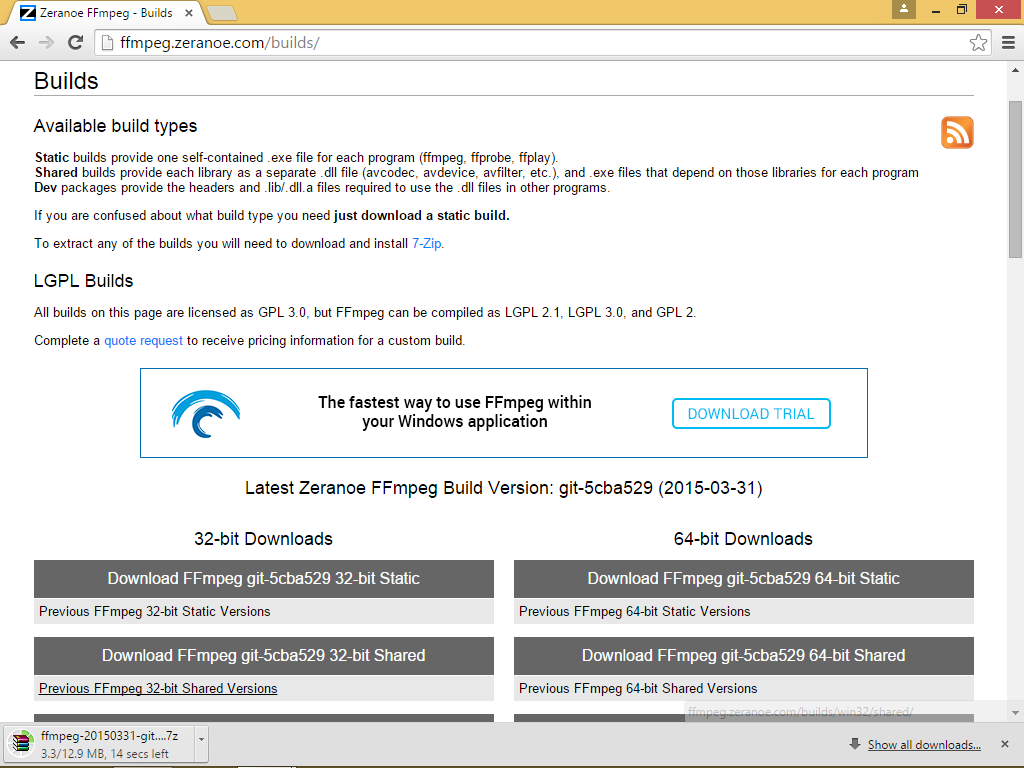 Zeranoe FFmpeg - Builds
ffmpeg.zeranoe.com/builds/
Builds
Available build types
Static builds provide one self-contained .exe file for each program (ffmpeg, ffprobe, ffplay).
Shared builds provide each library as a separate .dll file (avcodec, avdevice, avfilter, etc.), and .exe files that depend on those libraries for each program
Dev packages provide the headers and .lib/.dll.a files required to use the .dll files in other programs.
If you are confused about what build type you need just download a static build.
To extract any of the builds you will need to download and install 7-Zip.
LGPL Builds
All builds on this page are licensed as GPL 3.0, but FFmpeg can be compiled as LGPL 2.1, LGPL 3.0, and GPL 2.
Complete a quote request to receive pricing information for a custom build.
The fastest way to use FFmpeg within
your Windows application
DOWNLOAD TRIAL
Latest Zeranoe FFmpeg Build Version: git-5cba529 (2015-03-31)
32-bit Downloads
64-bit Downloads
Download FFmpeg git-5cba529 32-bit Static
Download FFmpeg git-5cba529 64-bit Static
Previous FFmpeg 32-bit Static Versions
Previous FFmpeg 64-bit Static Versions
Download FFmpeg git-5cba529 32-bit Shared
Download FFmpeg git-5cba529 64-bit Shared
Previous FFmpeg 32-bit Shared Versions
Previous FFmpeg 64-bit Shared Versions
ffmpeg.zeranoe.com/builds/win32/shared/
ffmpeg-20150331-git....7z
3.3/12.9 MB, 14 secs left
Show all downloads...